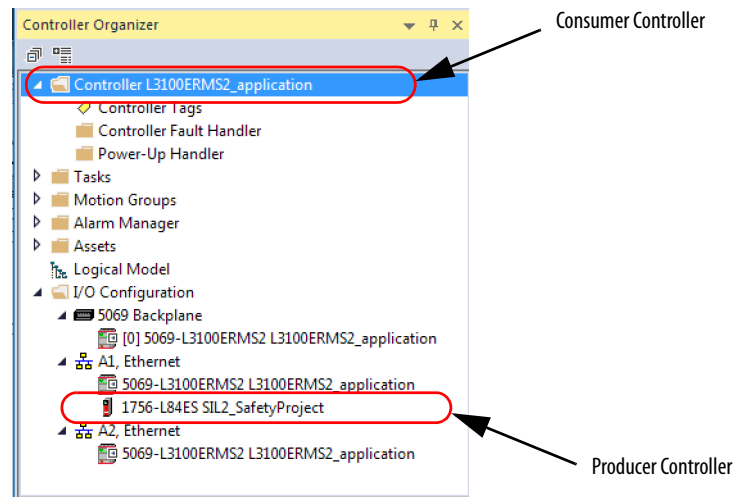 Controller Organizer
Consumer Controller
Controller L3100ERMS2_application
Controller Tags
Controller Fault Handler
Power-Up Handler
Tasks
Motion Groups
Alarm Manager
Assets
Logical Model
I/O Configuration
5069 Backplane
[0] 5069-L3100ERMS2 L3100ERMS2_application
A1, Ethernet
5069-L3100ERMS2 L3100ERMS2_application
1756-L84ES SIL2_SafetyProject
A2, Ethernet
5069-L3100ERMS2 L3100ERMS2_application
Producer Controller